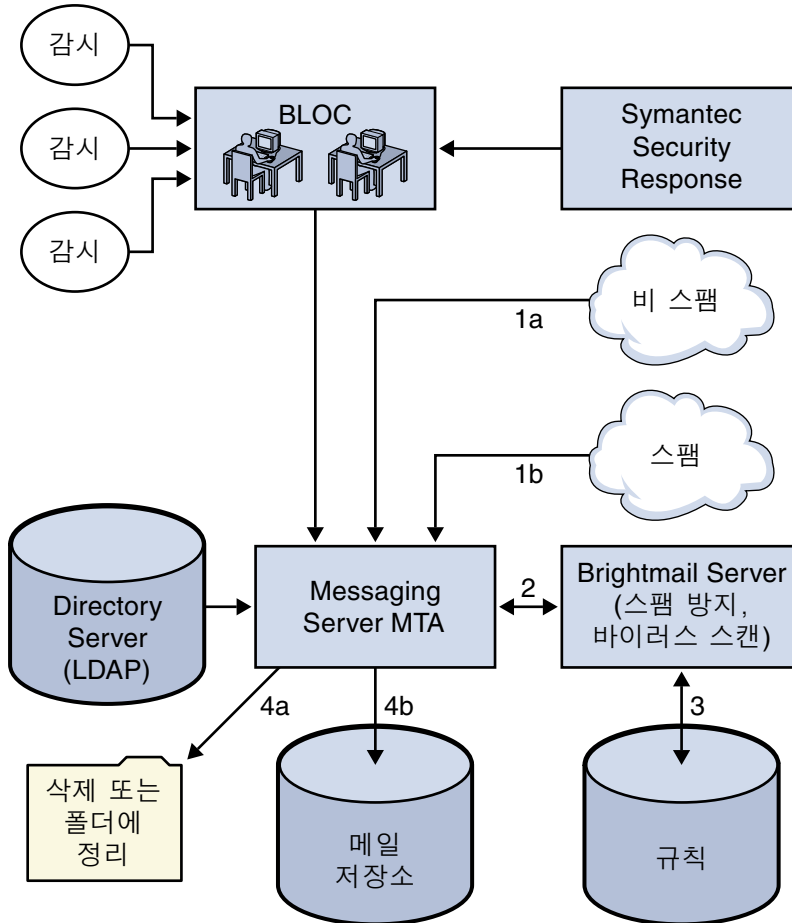 감시
감시
감시
BLOC
Symantec
Security
Response
비 스팸
1a
스팸
1b
Directory
Server
(LDAP)
Messaging
Server MTA
2
Brightmail Server
(스팸 방지,
바이러스 스캔)
4a
4b
3
삭제 또는
폴더에
정리
메일
저장소
규칙